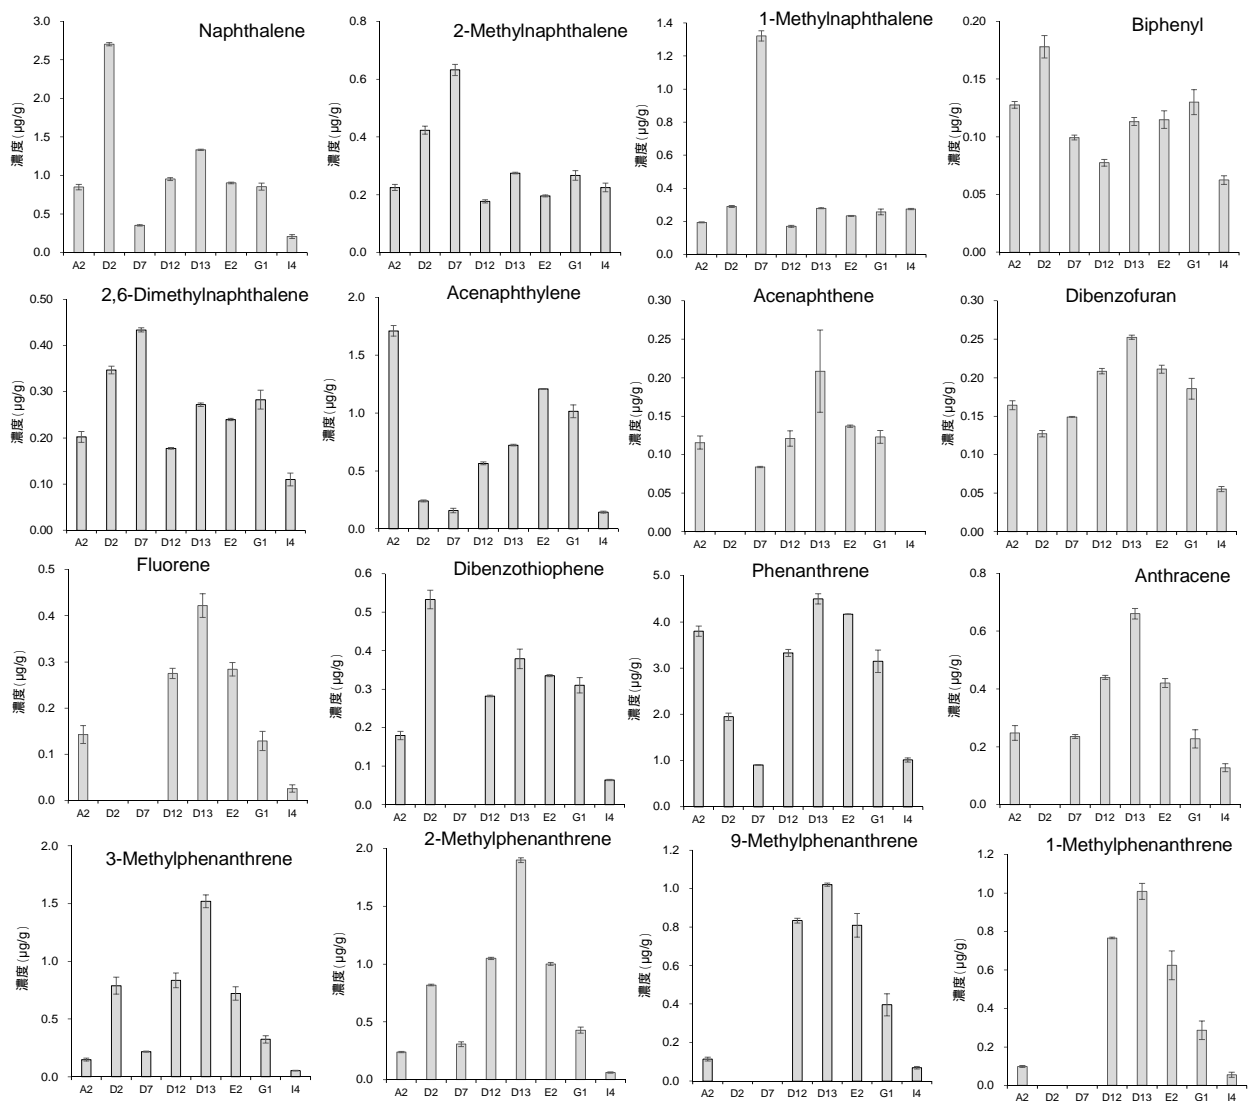 Naphthalene
濃度(μg/g)
3.0
2.5
2.0
1.5
1.0
0.5
0.0
A2 D2 D7 D12 D13 E2 G1 I4
2-Methylnaphthalene
濃度(μg/g)
0.8
0.6
0.4
0.2
0.0
A2 D2 D7 D12 D13 E2 G1 I4
1-Methylnaphthalene
濃度(μg/g)
1.4
1.2
1.0
0.8
0.6
0.4
0.2
0.0
A2 D2 D7 D12 D13 E2 G1 I4
Biphenyl
濃度(μg/g)
0.20
0.15
0.10
0.05
0.00
A2 D2 D7 D12 D13 E2 G1 I4
2,6-Dimethylnaphthalene
濃度(μg/g)
0.50
0.40
0.30
0.20
0.10
0.00
A2 D2 D7 D12 D13 E2 G1 I4
Acenaphthylene
濃度(μg/g)
2.0
1.5
1.0
0.5
0.0
A2 D2 D7 D12 D13 E2 G1 I4
Acenaphthene
濃度(μg/g)
0.30
0.25
0.20
0.15
0.10
0.05
0.00
A2 D2 D7 D12 D13 E2 G1 I4
Dibenzofuran
濃度(μg/g)
0.30
0.25
0.20
0.15
0.10
0.05
0.00
A2 D2 D7 D12 D13 E2 G1 I4
Fluorene
濃度(μg/g)
0.5
0.4
0.3
0.2
0.1
0.0
A2 D2 D7 D12 D13 E2 G1 I4
Dibenzothiophene
濃度(μg/g)
0.6
0.5
0.4
0.3
0.2
0.1
0.0
A2 D2 D7 D12 D13 E2 G1 I4
Phenanthrene
濃度(μg/g)
5.0
4.0
3.0
2.0
1.0
0.0
A2 D2 D7 D12 D13 E2 G1 I4
Anthracene
濃度(μg/g)
0.8
0.6
0.4
0.2
0.0
A2 D2 D7 D12 D13 E2 G1 I4
3-Methylphenanthrene
濃度(μg/g)
2.0
1.5
1.0
0.5
0.0
A2 D2 D7 D12 D13 E2 G1 I4
2-Methylphenanthrene
濃度(μg/g)
2.0
1.5
1.0
0.5
0.0
A2 D2 D7 D12 D13 E2 G1 I4
9-Methylphenanthrene
濃度(μg/g)
1.2
1.0
0.8
0.6
0.4
0.2
0.0
A2 D2 D7 D12 D13 E2 G1 I4
1-Methylphenanthrene
濃度(μg/g)
1.2
1.0
0.8
0.6
0.4
0.2
0.0
A2 D2 D7 D12 D13 E2 G1 I4